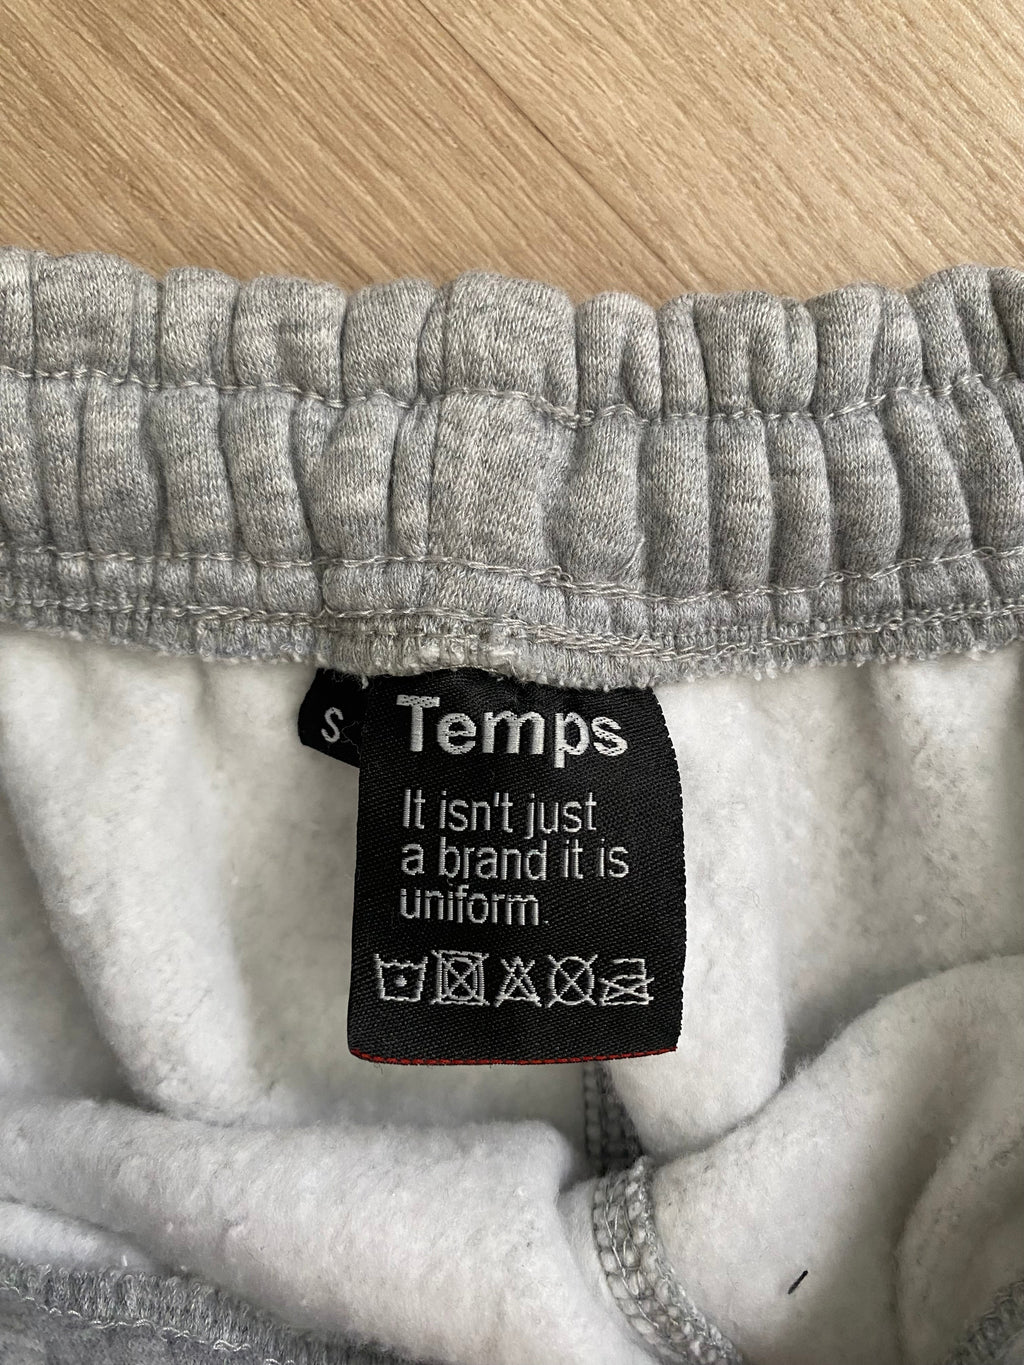 S
Temps
It isn't just
a brand it is
uniform.